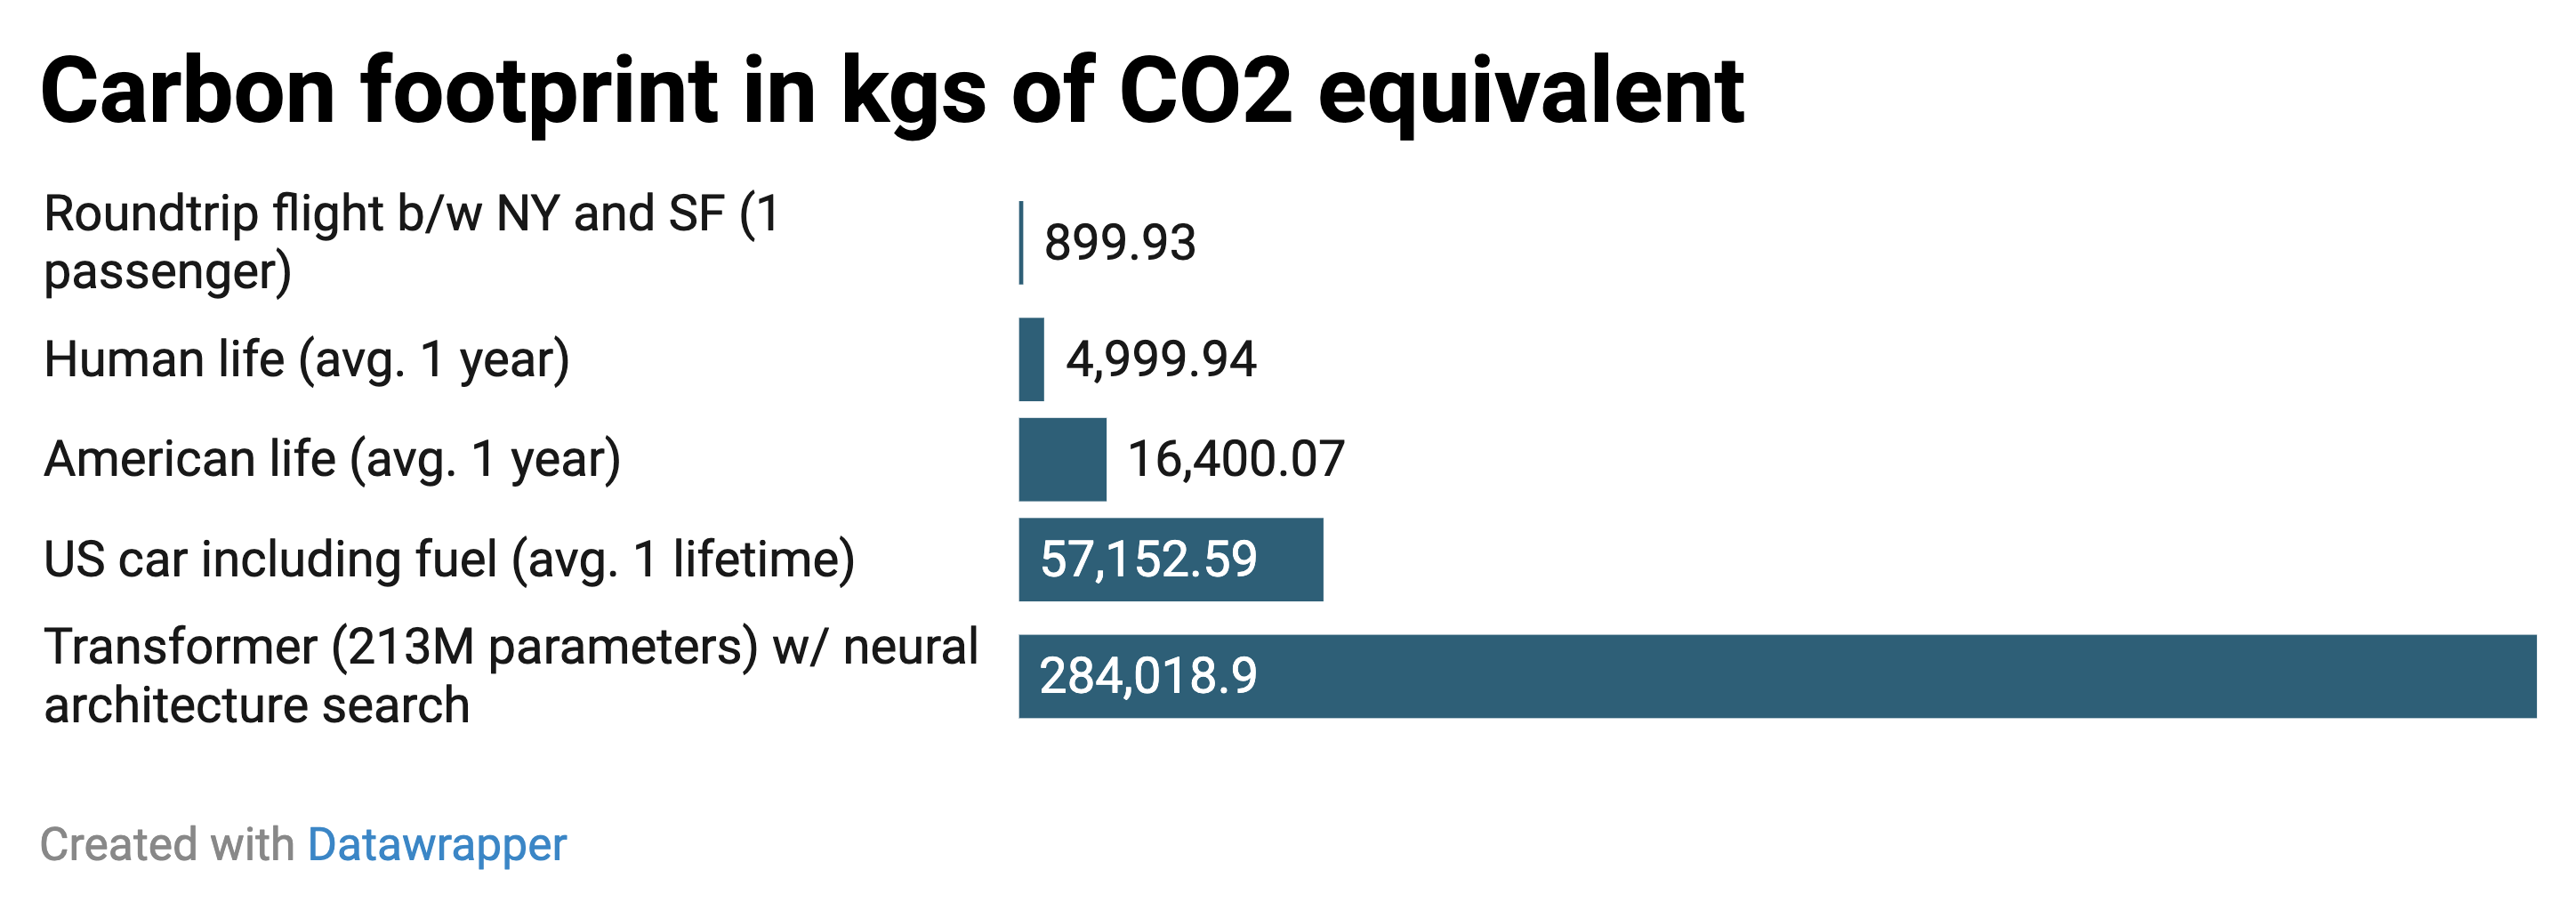 Carbon footprint in kgs of CO2 equivalent
Roundtrip flight b/w NY and SF (1
passenger)
899.93
Human life (avg. 1 year)
4,999.94
American life (avg. 1 year)
16,400.07
US car including fuel (avg. 1 lifetime)
57,152.59
Transformer (213M parameters) w/ neural
architecture search
284,018.9
Created with Datawrapper